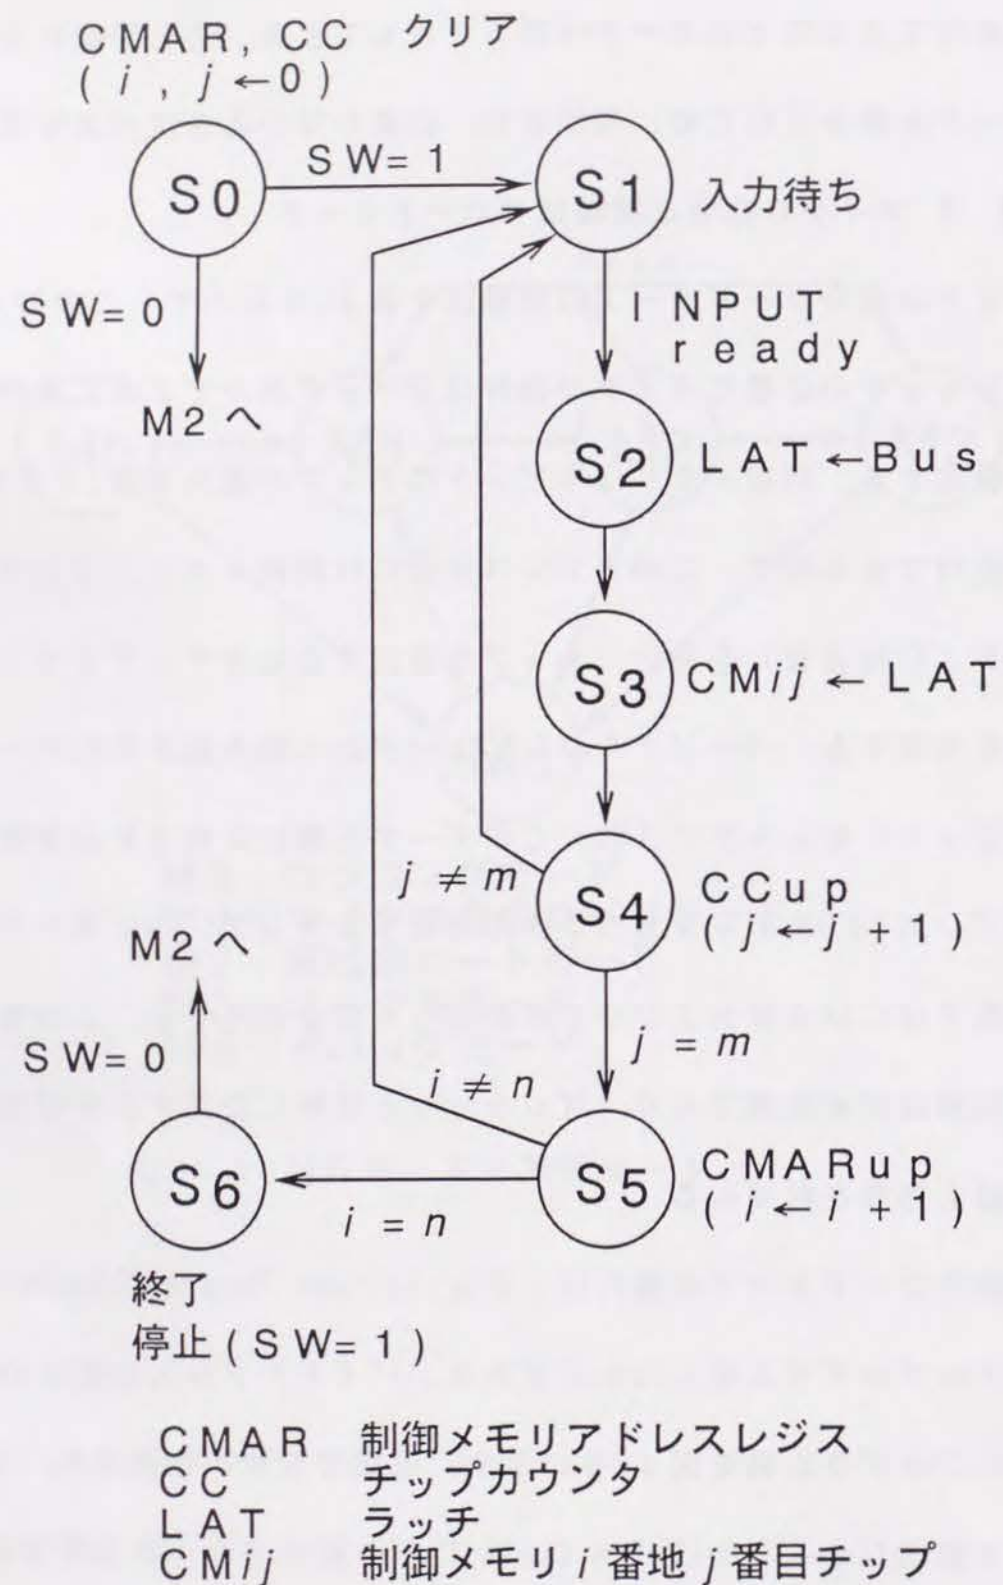 CMAR, CC クリア
( i , j ←0 )
S0
SW= 1
S1
入力待ち
SW= 0
M2 へ
INPUT
ready
S2
LAT ←Bus
S3
CMij ← LAT
j ≠ m
S4
CCup
( j ← j + 1 )
M2 へ
SW= 0
j = m
i ≠ n
S6
S5
CMARup
( i ← i + 1 )
i = n
終了
停止 ( SW= 1 )
CMAR 制御メモリアドレスレジス
CC チップカウンタ
LAT ラッチ
CMij 制御メモリ i 番地 j 番目チップ